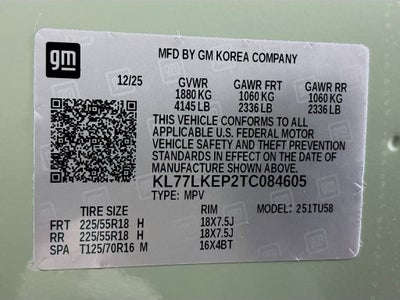 gm
MFD BY GM KOREA COMPANY
12/25 GVWR GAWR FRT GAWR RR
1880 KG 1060 KG 1060 KG
4145 LB 2336 LB 2336 LB
THIS VEHICLE CONFORMS TO ALL
APPLICABLE U.S. FEDERAL MOTOR
VEHICLE SAFETY AND THEFT PREVENTION
STANDARDS IN EFFECT ON THE DATE OF
MANUFACTURE SHOWN ABOVE.
KL77LKEP2TC084605
TYPE: MPV
TIRE SIZE RIM MODEL: 251TU58
FRT 225/55R18 H 18X7.5J
RR 225/55R18 H 18X7.5J
SPA T125/70R16 M 16X4BT